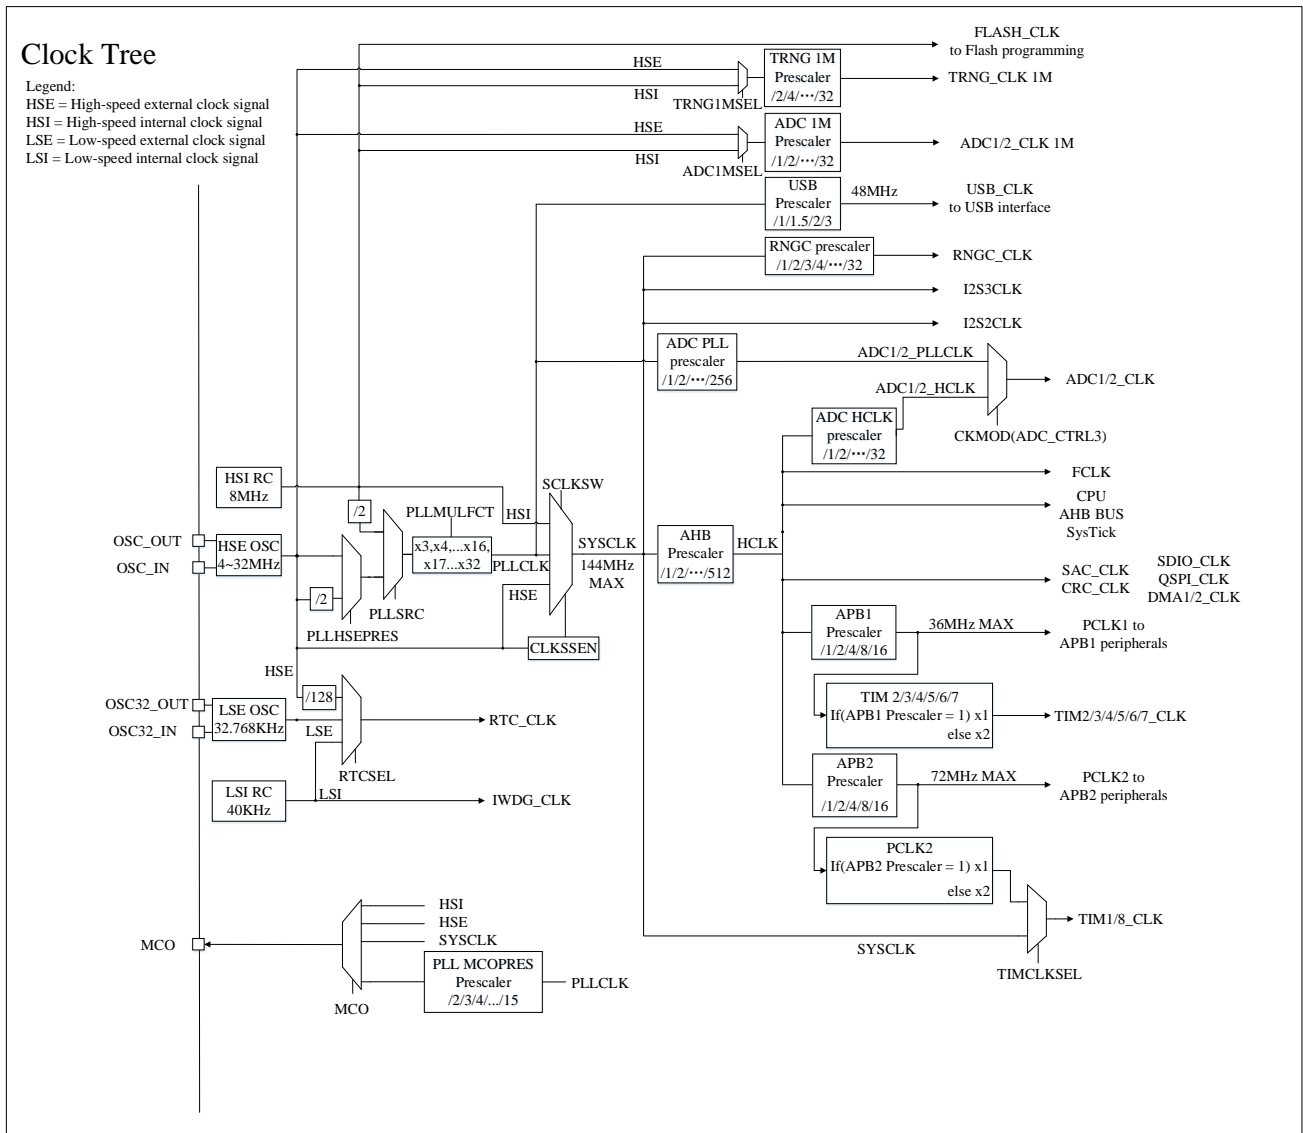 Clock Tree
Legend:
HSE = High-speed external clock signal
HSI = High-speed internal clock signal
LSE = Low-speed external clock signal
LSI = Low-speed internal clock signal
FLASH_CLK
to Flash programming
HSE
HSI
TRNG1MSEL
TRNG 1M
Prescaler
/2/4/···/32
TRNG_CLK 1M
HSE
HSI
ADC1MSEL
ADC 1M
Prescaler
/1/2/···/32
ADC1/2_CLK 1M
USB
Prescaler
/1/1.5/2/3
48MHz
USB_CLK
to USB interface
RNGC prescaler
/1/2/3/4/···/32
RNGC_CLK
I2S3CLK
I2S2CLK
ADC PLL
prescaler
/1/2/···/256
ADC1/2_PLLCLK
ADC1/2_HCLK
ADC1/2_CLK
CKMOD(ADC_CTRL3)
ADC HCLK
prescaler
/1/2/···/32
FCLK
CPU
AHB BUS
SysTick
HSI RC
8MHz
/2
PLLMULFCT
SCLKSW
HSI
OSC_OUT
OSC_IN
HSE OSC
4~32MHz
x3,x4,...x16,
x17...x32
PLLCLK
HSE
SYSCLK
144MHz
MAX
AHB
Prescaler
/1/2/···/512
HCLK
/2
PLLSRC
PLLHSEPRES
CLKSSEN
SAC_CLK
CRC_CLK
SDIO_CLK
QSPI_CLK
DMA1/2_CLK
APB1
Prescaler
/1/2/4/8/16
36MHz MAX
PCLK1 to
APB1 peripherals
HSE
/128
OSC32_OUT
OSC32_IN
LSE OSC
32.768KHz
LSE
RTC_CLK
RTCSEL
TIM 2/3/4/5/6/7
If(APB1 Prescaler = 1) x1
else x2
TIM2/3/4/5/6/7_CLK
LSI RC
40KHz
LSI
IWDG_CLK
APB2
Prescaler
/1/2/4/8/16
72MHz MAX
PCLK2 to
APB2 peripherals
PCLK2
If(APB2 Prescaler = 1) x1
else x2
TIM1/8_CLK
SYSCLK
TIMCLKSEL
HSI
HSE
SYSCLK
MCO
PLL MCOPRES
Prescaler
/2/3/4/.../15
PLLCLK
MCO